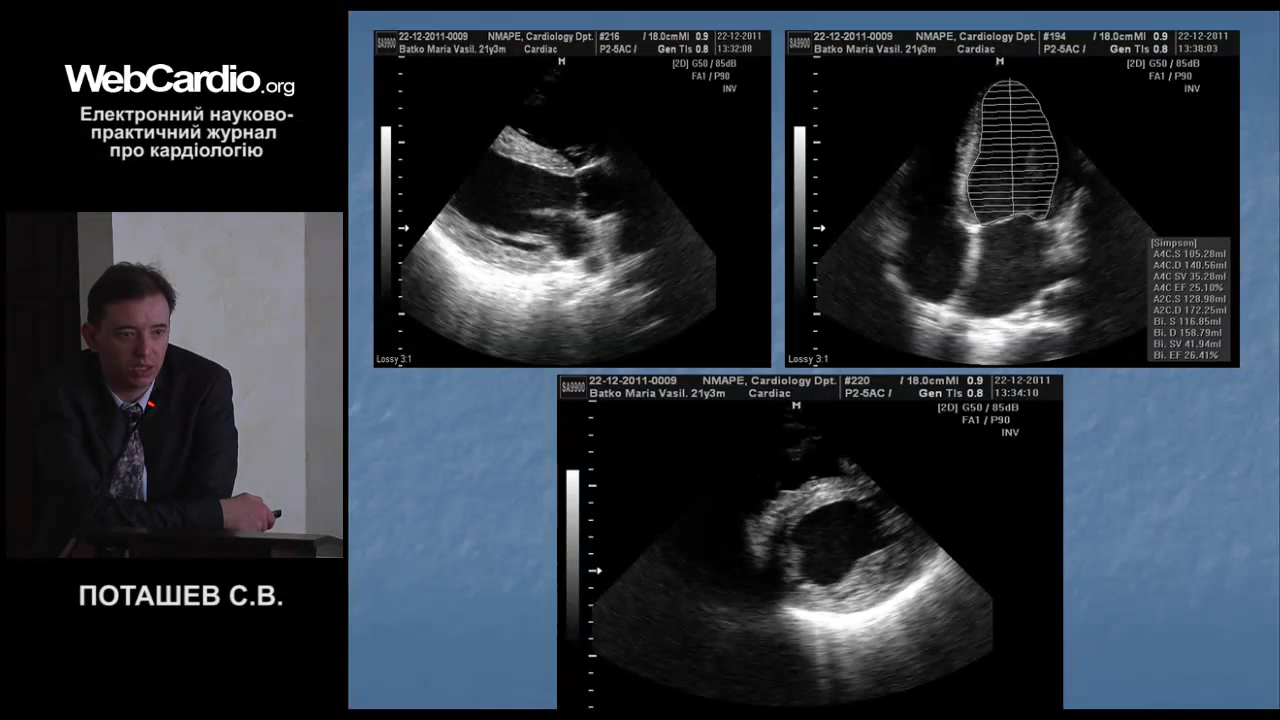 WebCardio.org
Електронний науково-
практичний журнал
про кардіологію
ПОТАШЕВ С.В.
SA9900
22-12-2011-0009 NMAPE, Cardiology Dpt. #216 / 18.0cm MI 0.9 22-12-2011
Batko Maria Vasil. 21y3m Cardiac P2-5AC / Gen TIs 0.8 13:32:08
M
[2D] G50 / 85dB
FA1 / P90
INV
Lossy 3:1
SA9900
22-12-2011-0009 NMAPE, Cardiology Dpt. #194 / 18.0cm MI 0.9 22-12-2011
Batko Maria Vasil. 21y3m Cardiac P2-5AC / Gen TIs 0.8 13:38:03
M
[2D] G50 / 85dB
FA1 / P90
INV
[Simpson]
A4C.S 105.28ml
A4C.D 140.56ml
A4C SV 35.28ml
A4C EF 25.10%
A2C.S 128.98ml
A2C.D 172.25ml
Bi. S 116.85ml
Bi. D 158.79ml
Bi. SV 41.94ml
Bi. EF 26.41%
Lossy 3:1
SA9900
22-12-2011-0009 NMAPE, Cardiology Dpt. #220 / 18.0cm MI 0.9 22-12-2011
Batko Maria Vasil. 21y3m Cardiac P2-5AC / Gen TIs 0.8 13:34:10
M
[2D] G50 / 85dB
FA1 / P90
INV